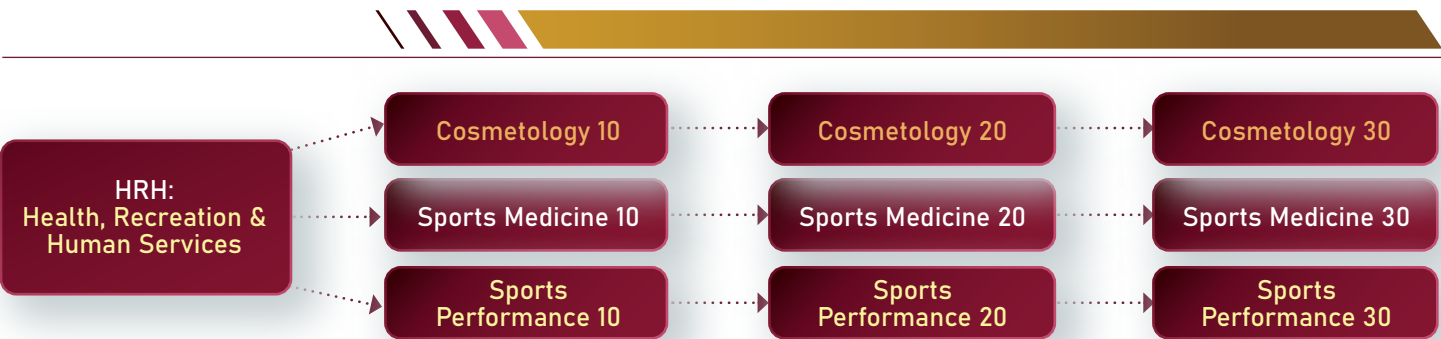 HRH:
Health, Recreation &
Human Services
Cosmetology 10
Cosmetology 20
Cosmetology 30
Sports Medicine 10
Sports Medicine 20
Sports Medicine 30
Sports
Performance 10
Sports
Performance 20
Sports
Performance 30